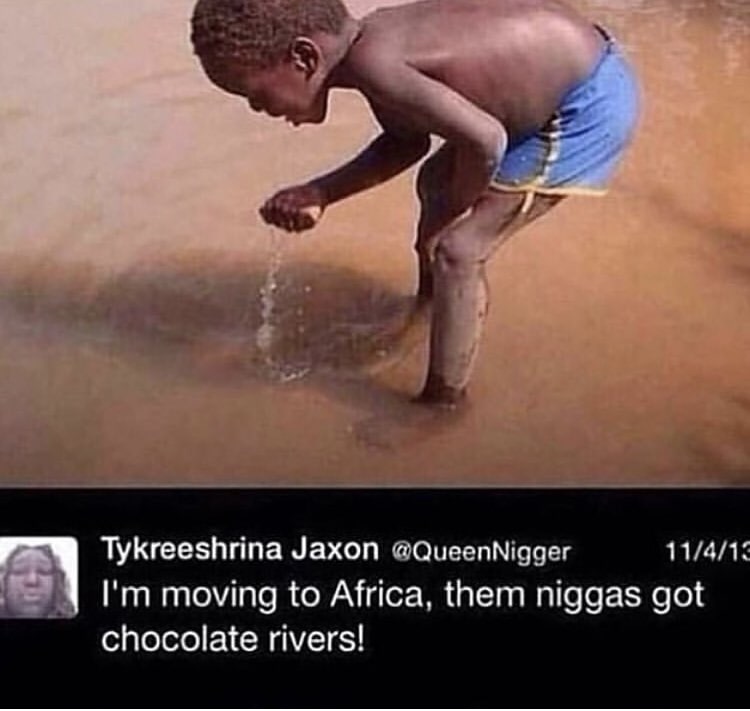 Tykreeshrina Jaxon @QueenNigger 11/4/13
I'm moving to Africa, them niggas got
chocolate rivers!